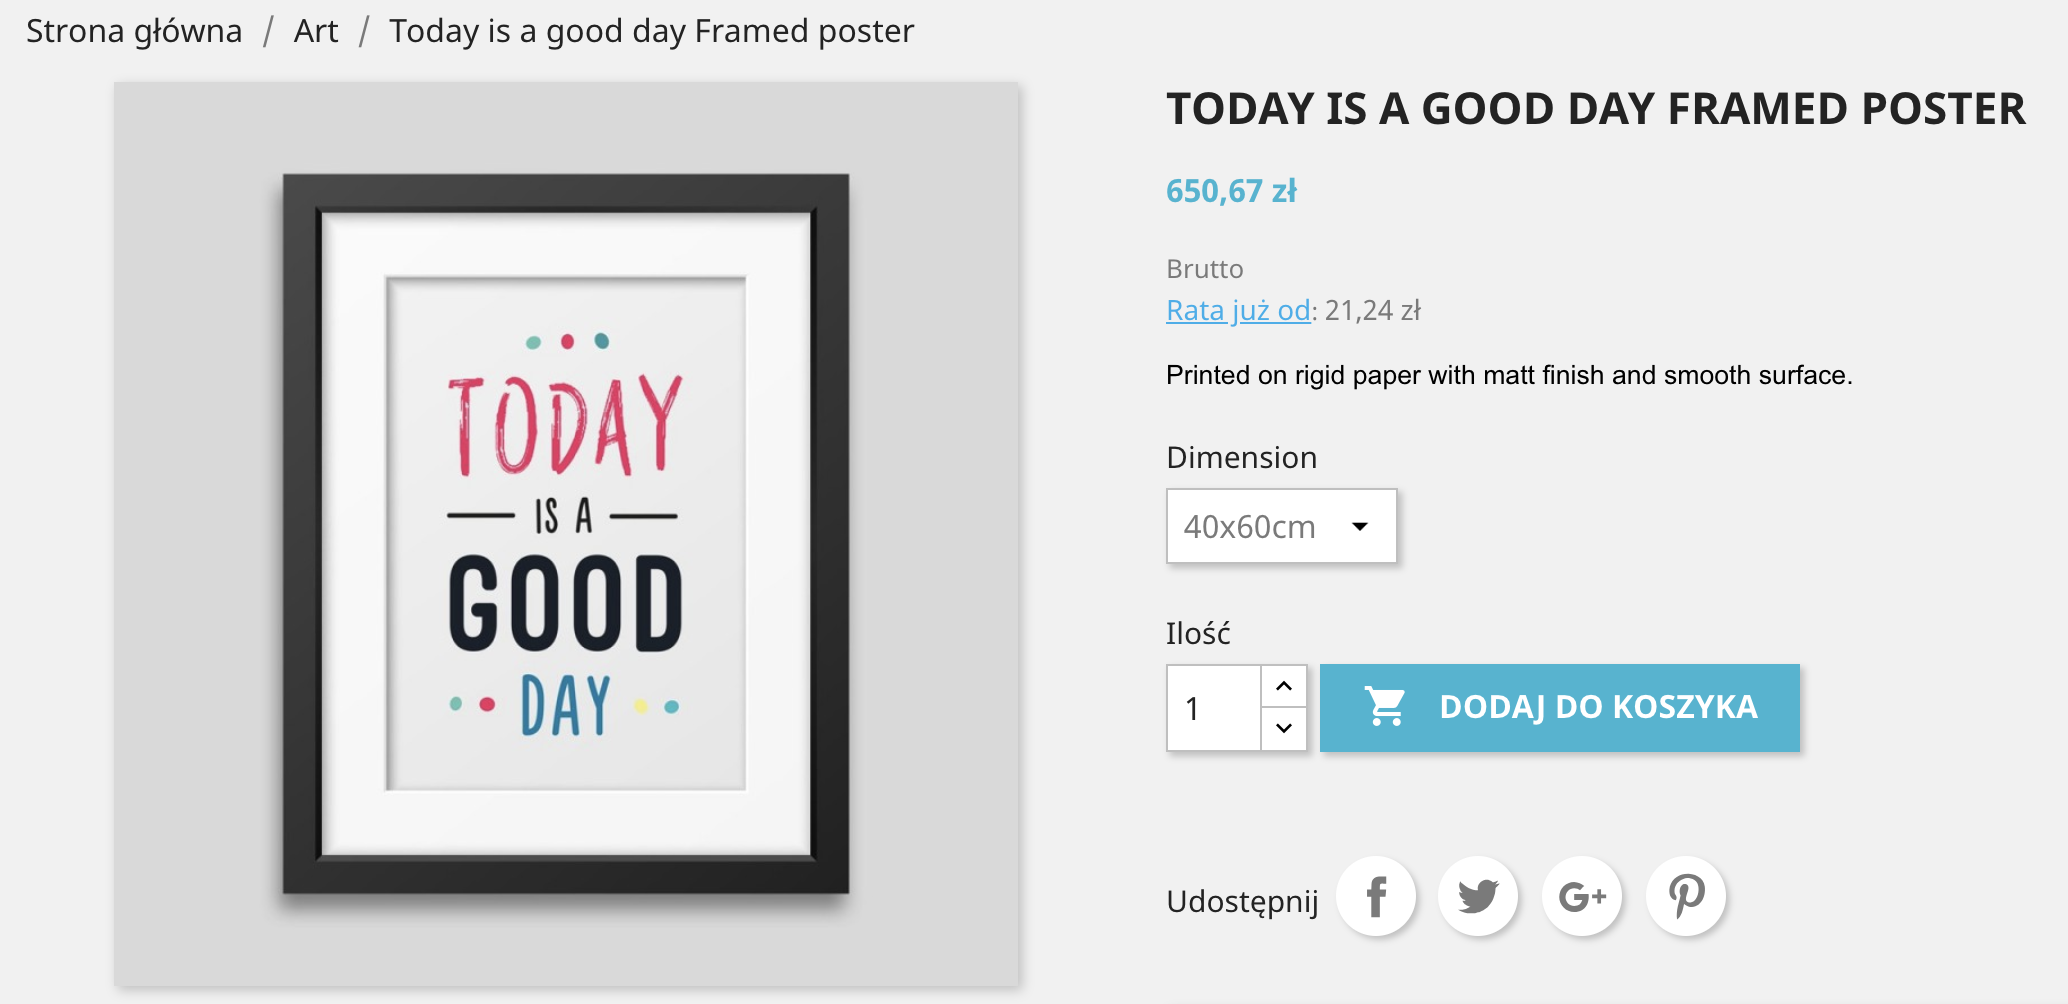 Strona główna / Art / Today is a good day Framed poster
TODAY
IS A
GOOD
DAY
TODAY IS A GOOD DAY FRAMED POSTER
650,67 zł
Brutto
Rata już od: 21,24 zł
Printed on rigid paper with matt finish and smooth surface.
Dimension
40x60cm
Ilość
1
DODAJ DO KOSZYKA
Udostępnij